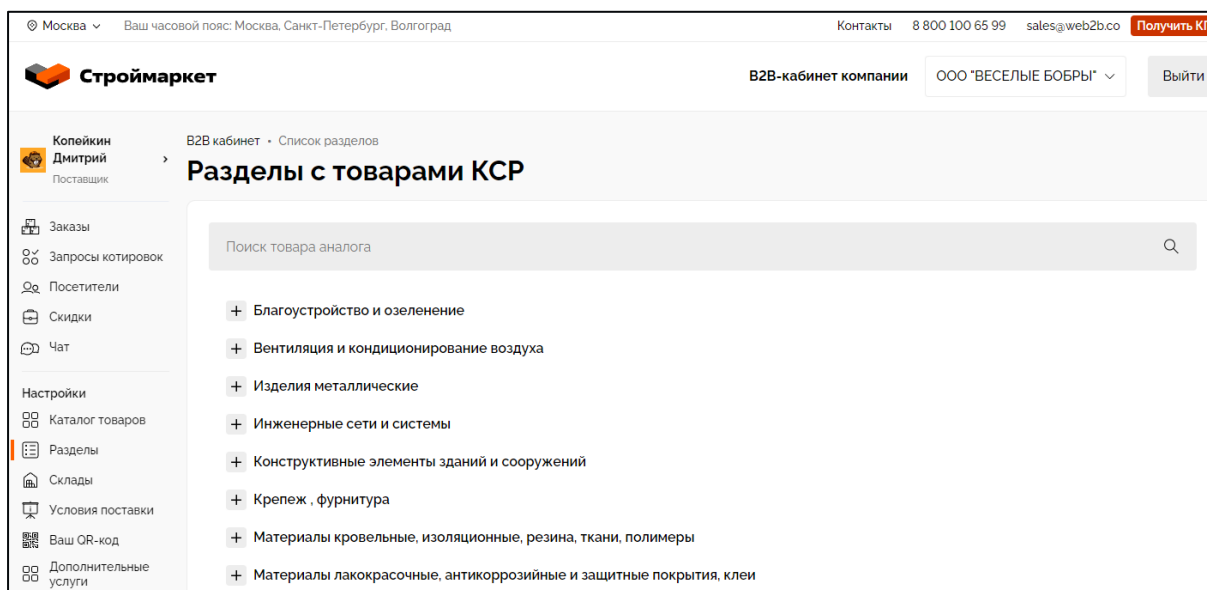 Москва
Ваш часовой пояс: Москва, Санкт-Петербург, Волгоград
Контакты
8 800 100 65 99
sales@web2b.co
Получить
Строймаркет
B2B-кабинет компании
ООО "ВЕСЕЛЫЕ БОБРЫ"
Выйти
Копейкин
Дмитрий
Поставщик
B2B кабинет • Список разделов
Разделы с товарами КСР
Заказы
Запросы котировок
Посетители
Скидки
Чат
Настройки
Каталог товаров
Разделы
Склады
Условия поставки
Ваш QR-код
Дополнительные
услуги
Поиск товара аналога
Благоустройство и озеленение
Вентиляция и кондиционирование воздуха
Изделия металлические
Инженерные сети и системы
Конструктивные элементы зданий и сооружений
Крепеж , фурнитура
Материалы кровельные, изоляционные, резина, ткани, полимеры
Материалы лакокрасочные, антикоррозийные и защитные покрытия, клеи